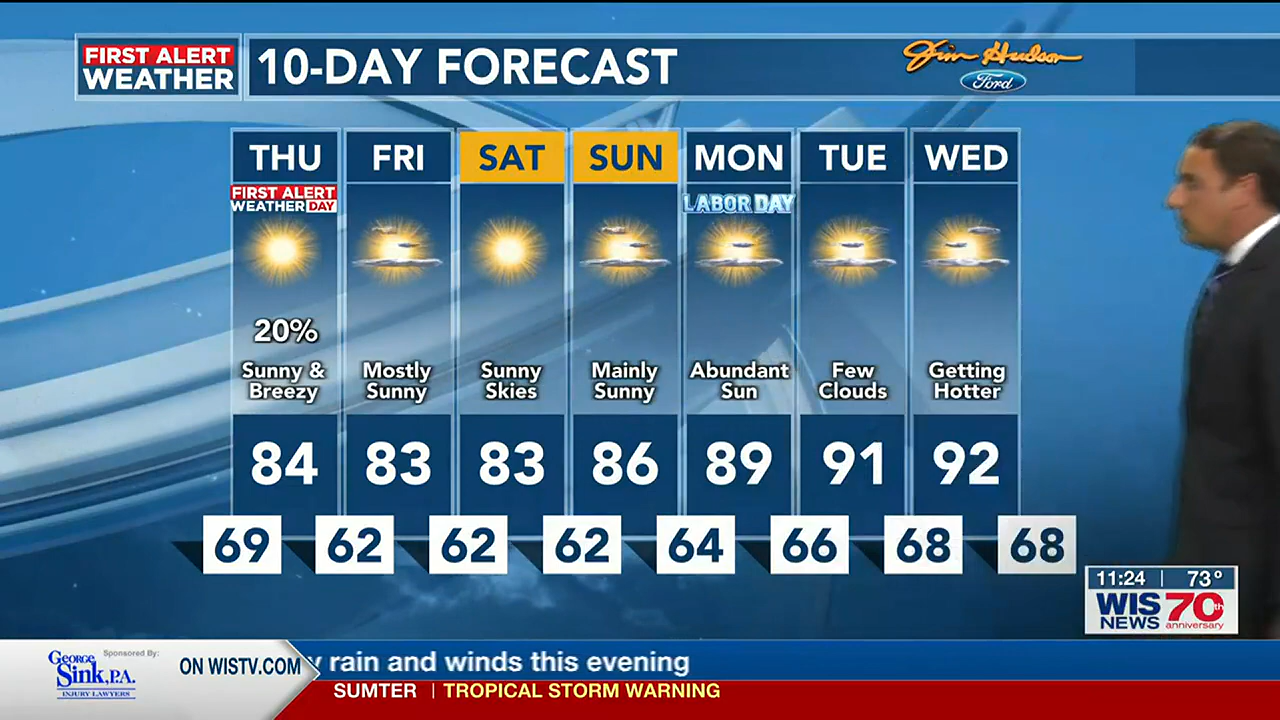 FIRST ALERT
WEATHER
10-DAY FORECAST
Jim Hudson
Ford
THU FRI SAT SUN MON TUE WED
FIRST ALERT
WEATHER DAY
LABOR DAY
20%
Sunny &
Breezy
Mostly
Sunny
Sunny
Skies
Mainly
Sunny
Abundant
Sun
Few
Clouds
Getting
Hotter
84 83 83 86 89 91 92
69 62 62 62 64 66 68 68
11:24 | 73°
WIS
NEWS
70th
anniversary
GEORGE
Sink, P.A.
INJURY LAWYERS
Sponsored By:
ON WISTV.COM
rain and winds this evening
SUMTER | TROPICAL STORM WARNING